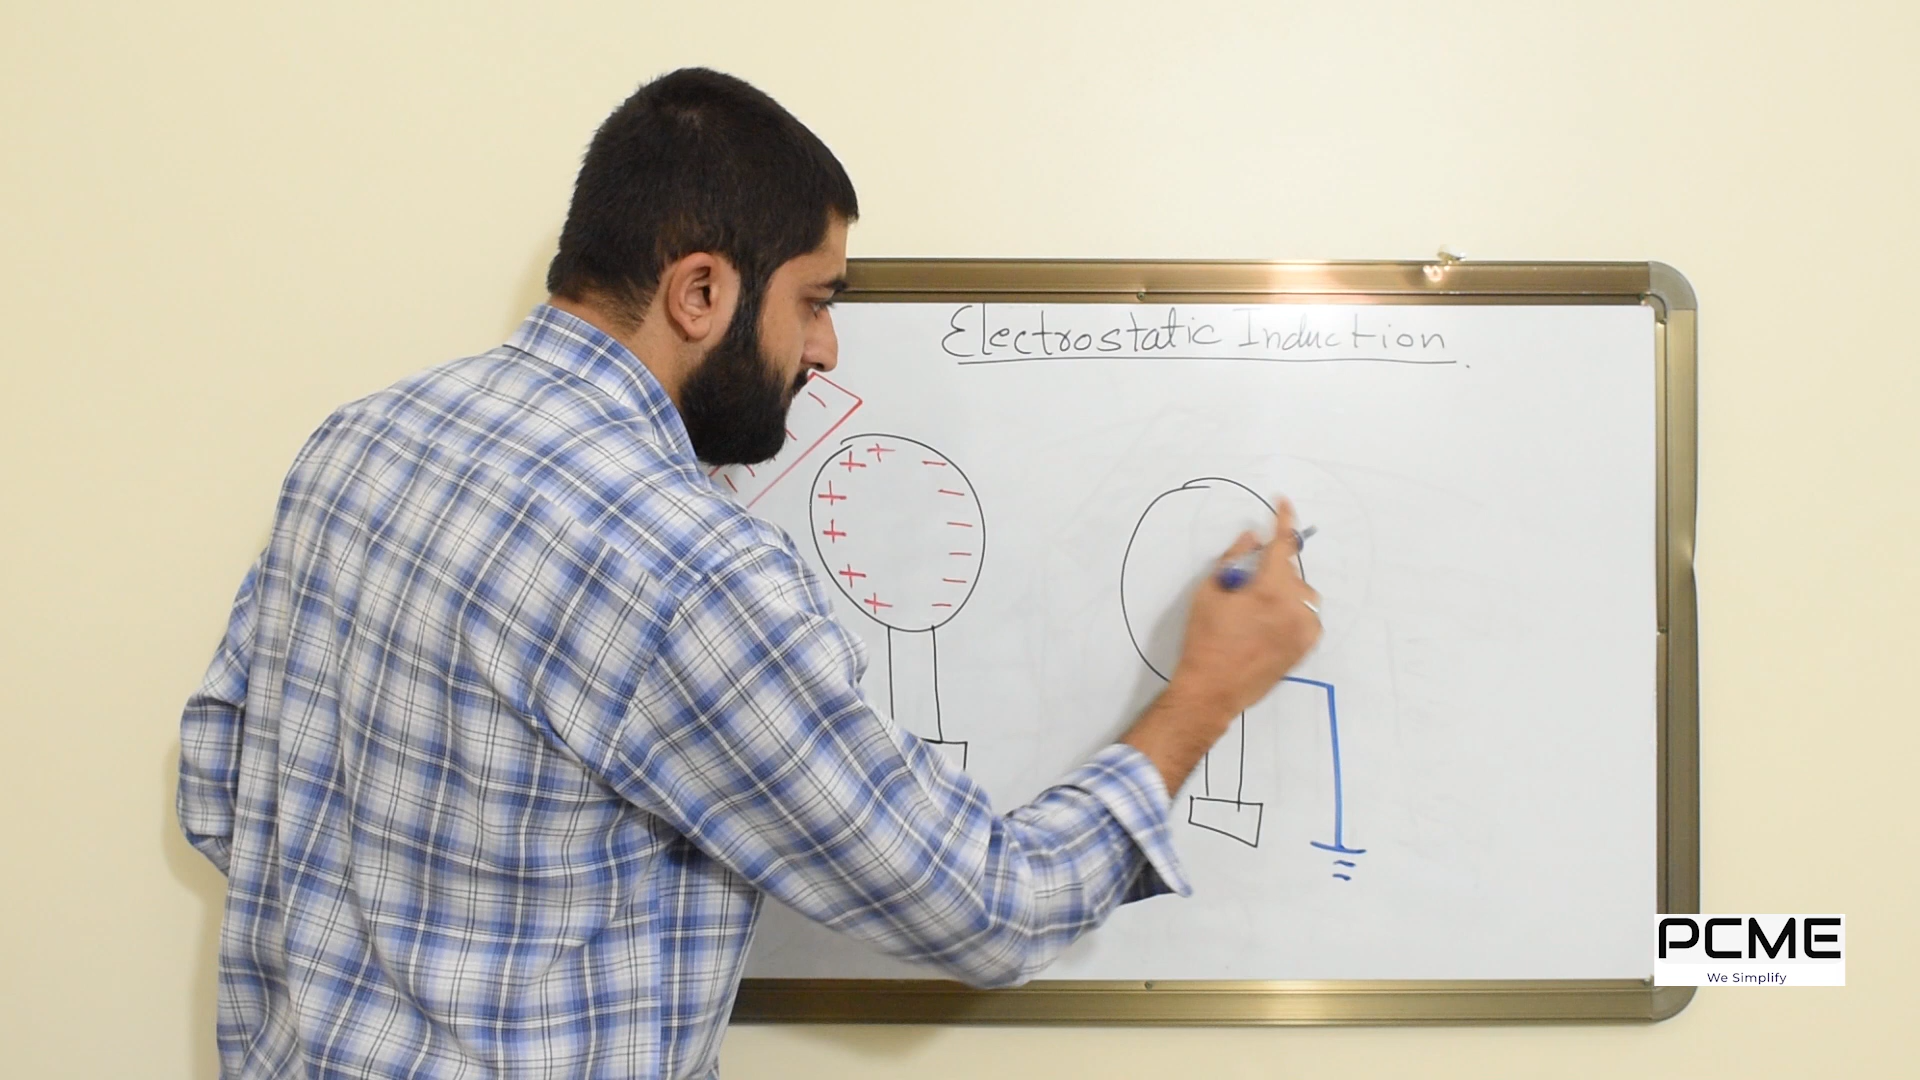 Electrostatic Induction.
+ + −
+ −
+ −
−
+ −
+ −
PCME
We Simplify